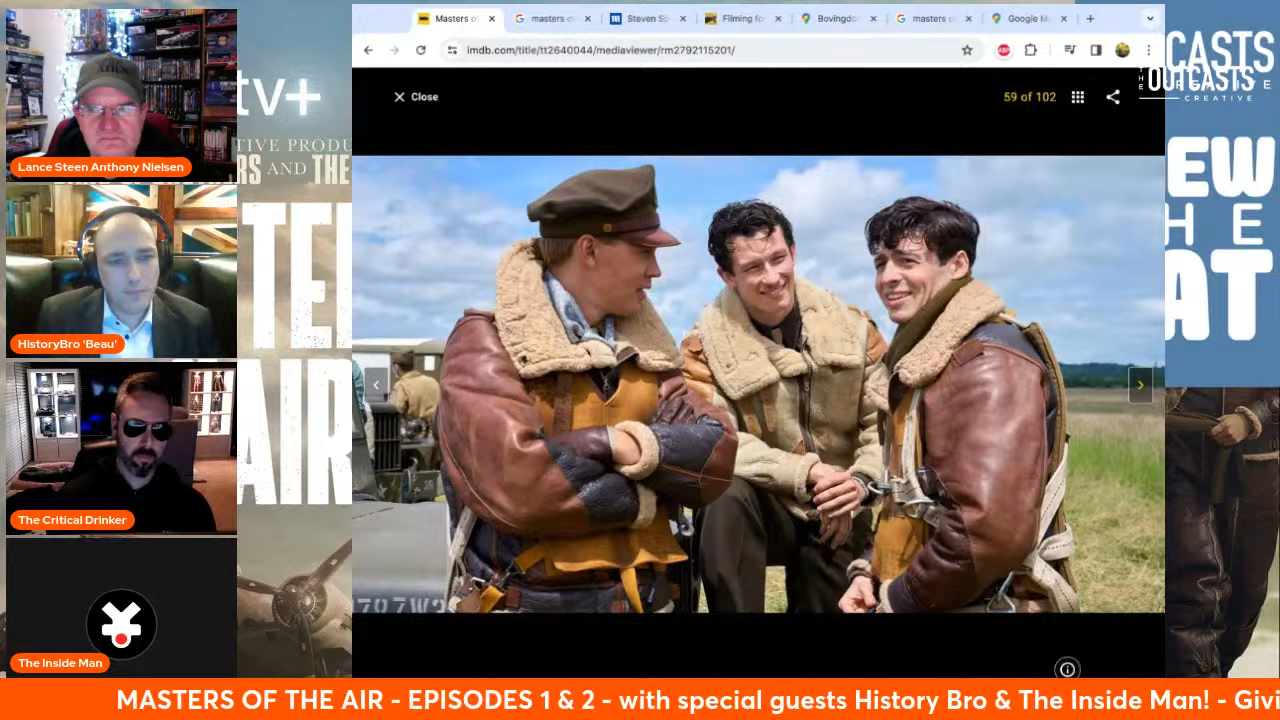 Lance Steen Anthony Nielsen
HistoryBro 'Beau'
The Critical Drinker
The Inside Man
tv+
TIVE PRODU
RS AND THE
TER
AIR
Masters of
masters o
Steven Sp
Filming fo
Bovingdo
masters o
Google M
imdb.com/title/tt2640044/mediaviewer/rm2792115201/
Close
59 of 102
CASTS
THE OUTCASTS
CREATIVE
EW
HE
AT
MASTERS OF THE AIR - EPISODES 1 & 2 - with special guests History Bro & The Inside Man! - Givi